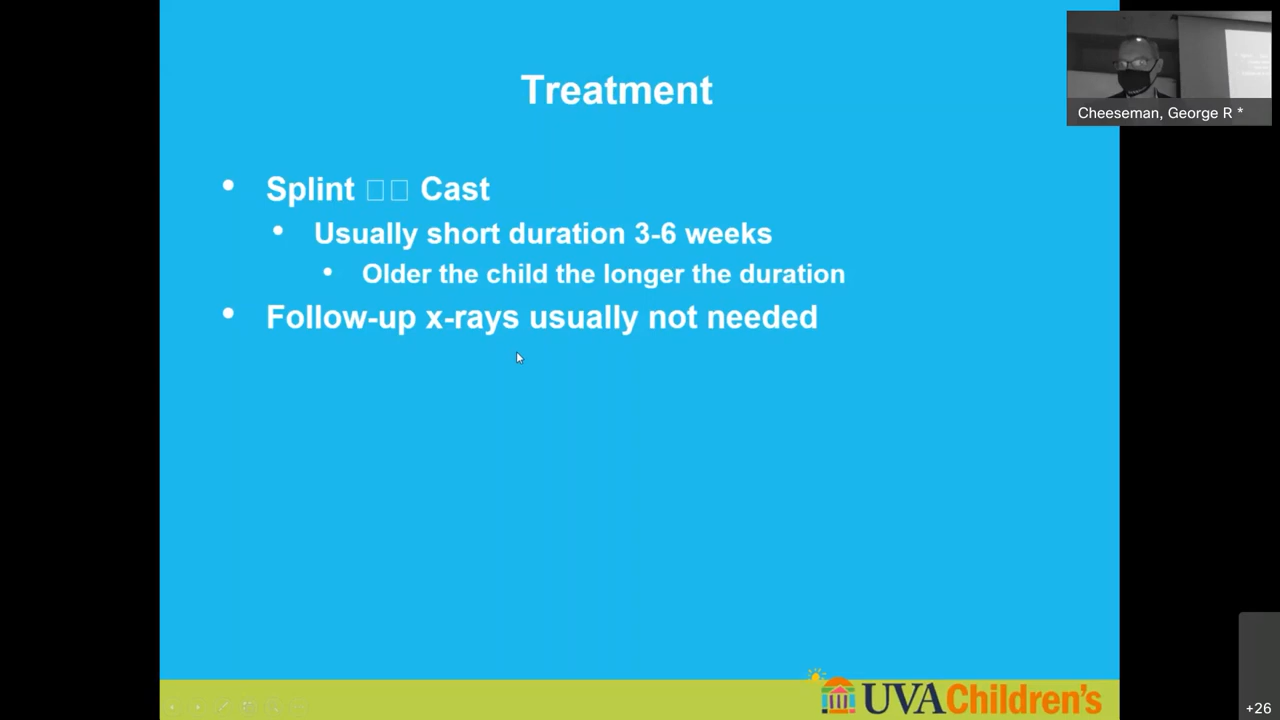 Treatment
• Splint □□ Cast
• Usually short duration 3-6 weeks
• Older the child the longer the duration
• Follow-up x-rays usually not needed
Cheeseman, George R *
UVA Children's
+26